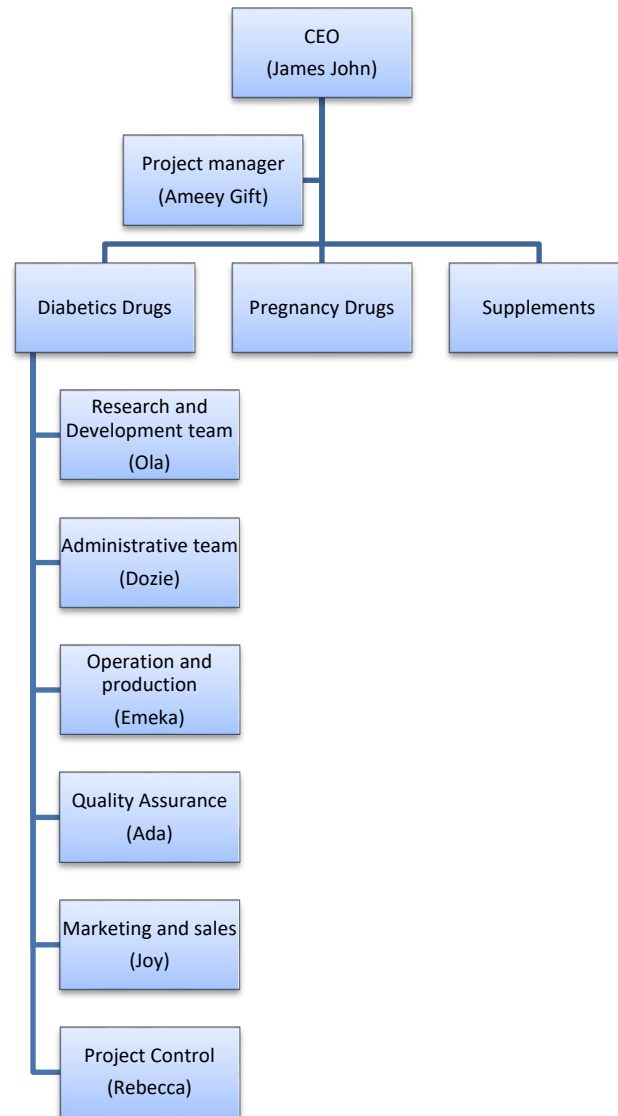 CEO
(James John)
Project manager
(Ameey Gift)
Diabetics Drugs
Pregnancy Drugs
Supplements
Research and
Development team
(Ola)
Administrative team
(Dozie)
Operation and
production
(Emeka)
Quality Assurance
(Ada)
Marketing and sales
(Joy)
Project Control
(Rebecca)